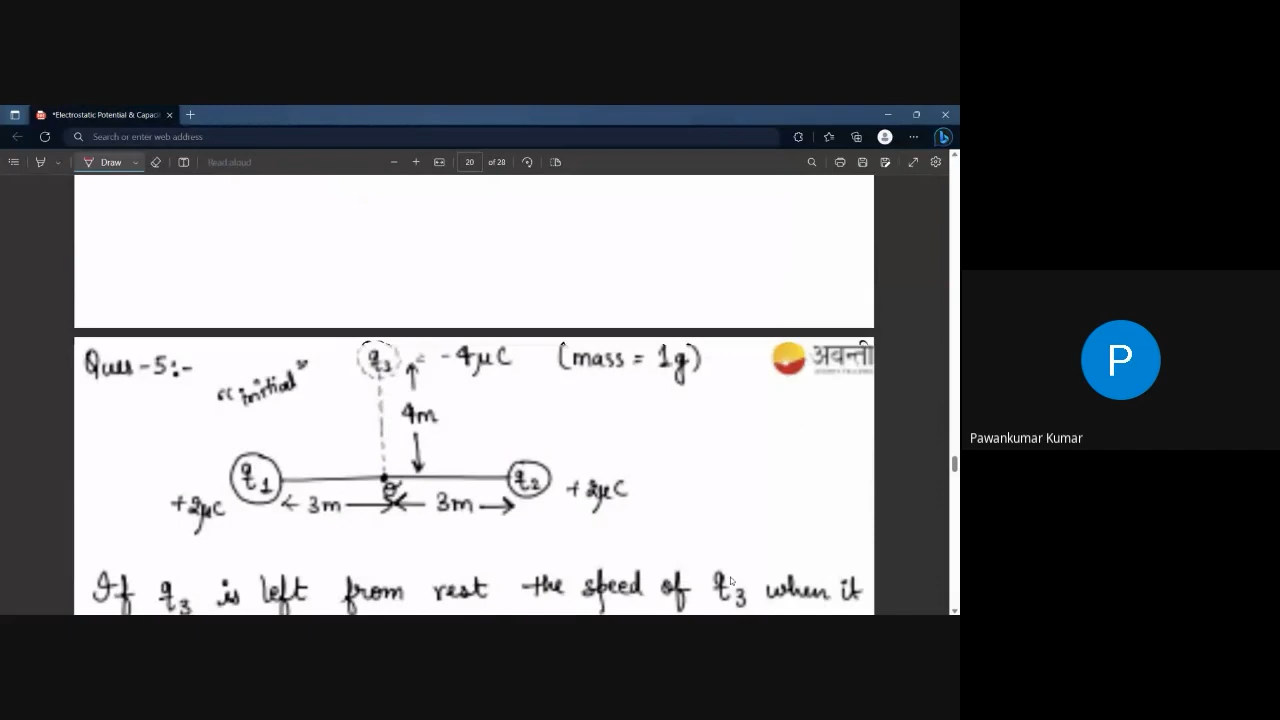 *Electrostatic Potential & Capaci
Search or enter web address
Draw
Read aloud
20 of 28
Ques-5:-
"initial"
q3 = -4μC (mass = 1g)
अवन्ती
4m
q1
q2
+2μC
+2μC
O
3m
3m
If q3 is left from rest the speed of q3 when it
P
Pawankumar Kumar